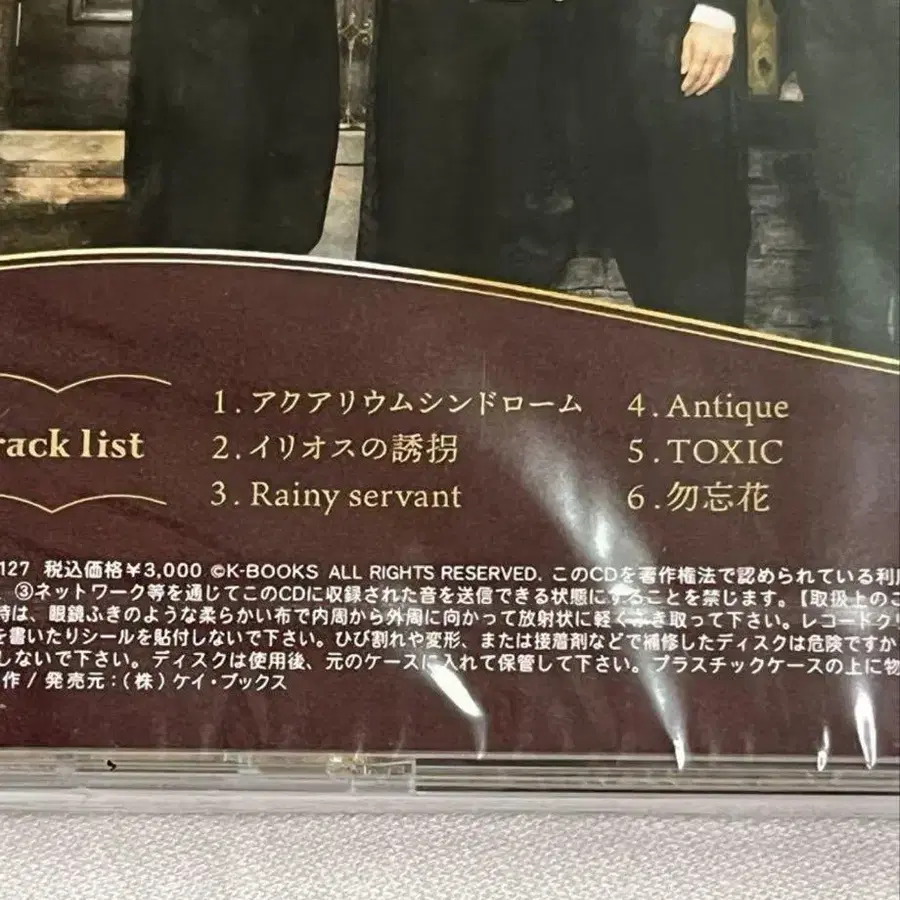 rack list
1.アクアリウムシンドローム
2.イリオスの誘拐
3.Rainy servant
4.Antique
5.TOXIC
6.勿忘花
127 税込価格¥3,000 ©K-BOOKS ALL RIGHTS RESERVED. このCDを著作権法で認められている利
③ネットワーク等を通じてこのCDに収録された音を送信できる状態にすることを禁じます。【取扱上のご
時は、眼鏡ふきのような柔らかい布で内周から外周に向かって放射状に軽くふき取って下さい。レコードクリ
を書いたりシールを貼付しないで下さい。ひび割れや変形、または接着剤などで補修したディスクは危険ですか
しないで下さい。ディスクは使用後、元のケースに入れて保管して下さい。プラスチックケースの上に物
作/発売元:(株)ケイ・ブックス